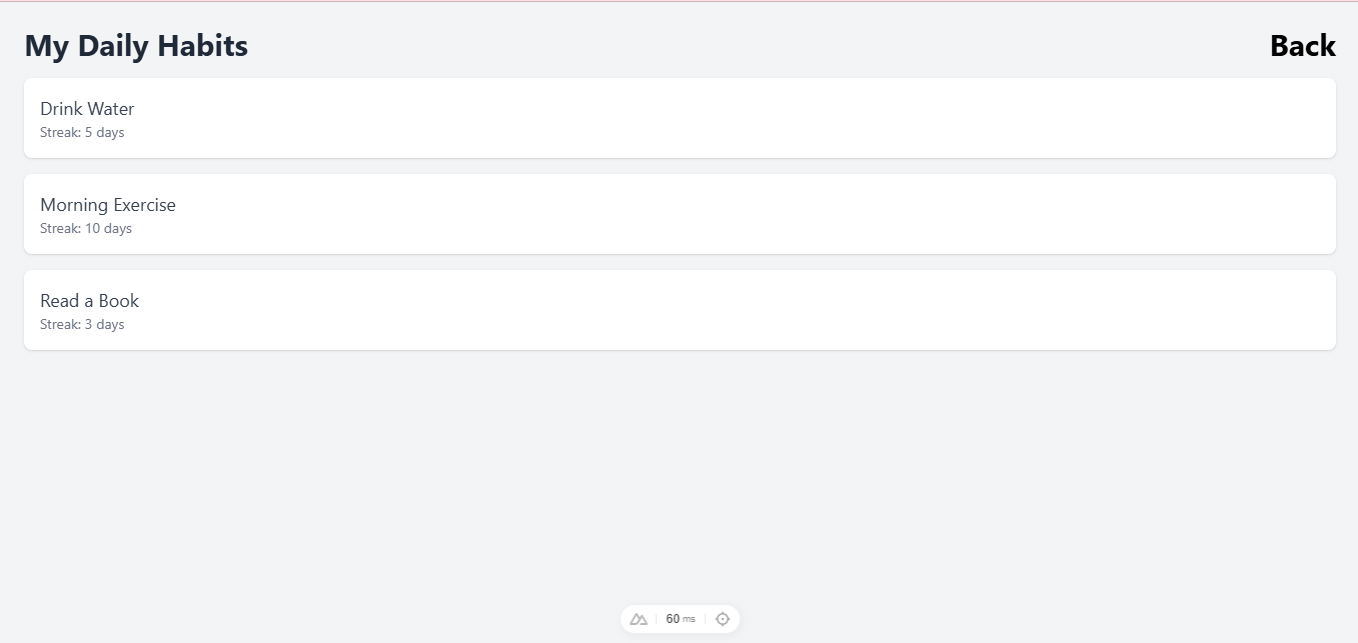 My Daily Habits
Back
Drink Water
Streak: 5 days
Morning Exercise
Streak: 10 days
Read a Book
Streak: 3 days
60 ms